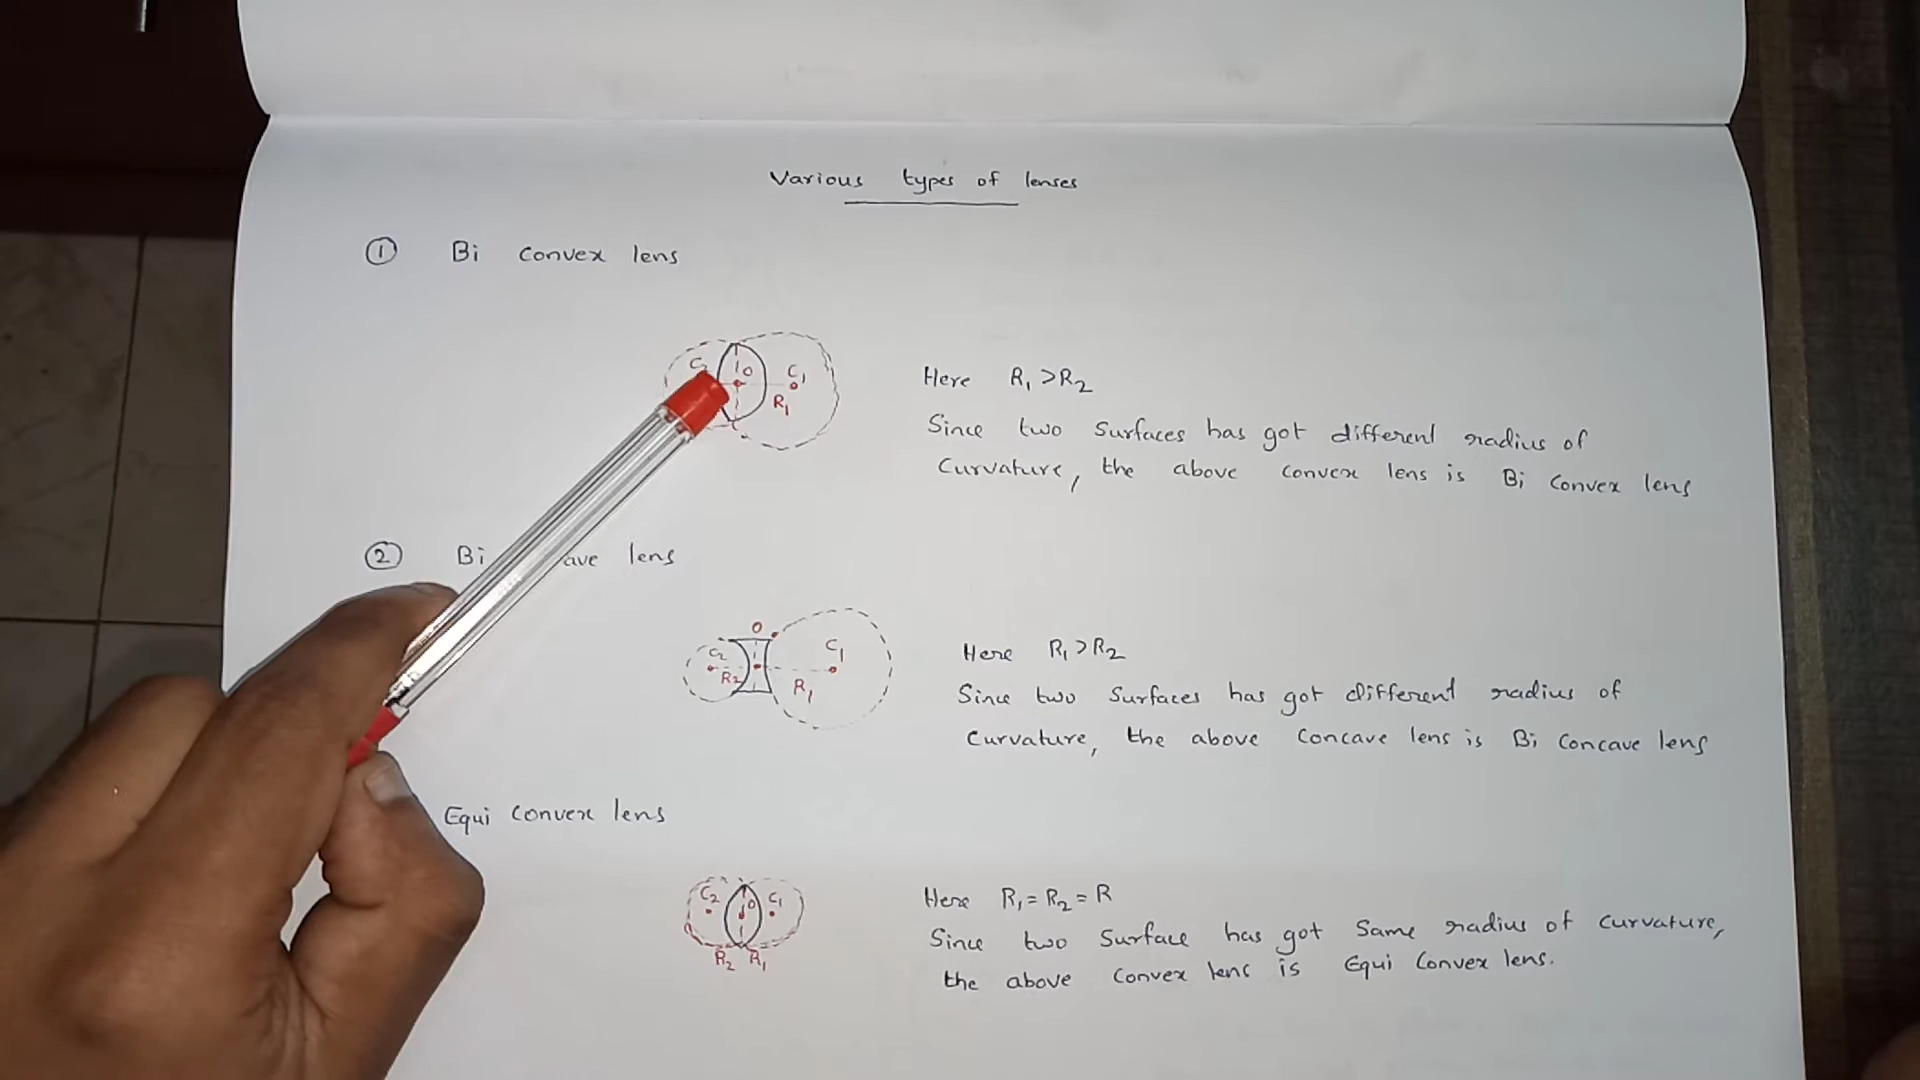 Various types of lenses
① Bi convex lens
C₂ O C₁
R₁
Here R₁ > R₂
Since two Surfaces has got different radius of
Curvature, the above convex lens is Bi Convex lens
② Bi ave lens
O
C₂ C₁
R₂ R₁
Here R₁ > R₂
Since two Surfaces has got different radius of
Curvature, the above Concave lens is Bi Concave lens
Equi Convex lens
C₂ O C₁
R₂ R₁
Here R₁ = R₂ = R
Since two Surface has got Same radius of Curvature,
the above Convex lens is Equi Convex lens.